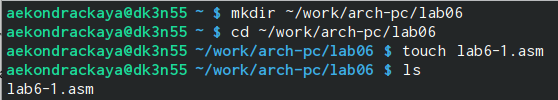 aekondrackaya@dk3n55 ~ $ mkdir ~/work/arch-pc/lab06
aekondrackaya@dk3n55 ~ $ cd ~/work/arch-pc/lab06
aekondrackaya@dk3n55 ~/work/arch-pc/lab06 $ touch lab6-1.asm
aekondrackaya@dk3n55 ~/work/arch-pc/lab06 $ ls
lab6-1.asm